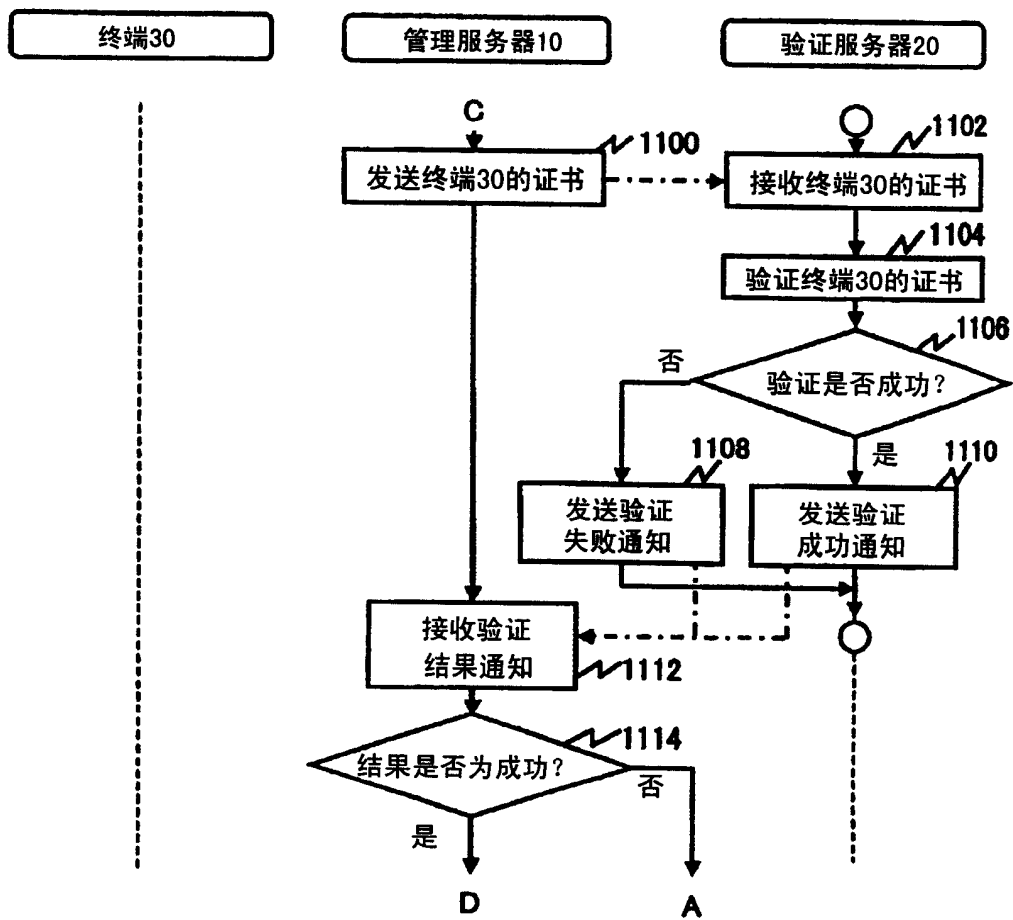 终端30
管理服务器10
验证服务器20
C
1100
1102
发送终端30的证书
接收终端30的证书
1104
验证终端30的证书
1106
否
验证是否成功?
1108
是
1110
发送验证
失败通知
发送验证
成功通知
接收验证
结果通知
1112
1114
结果是否为成功?
否
是
D
A